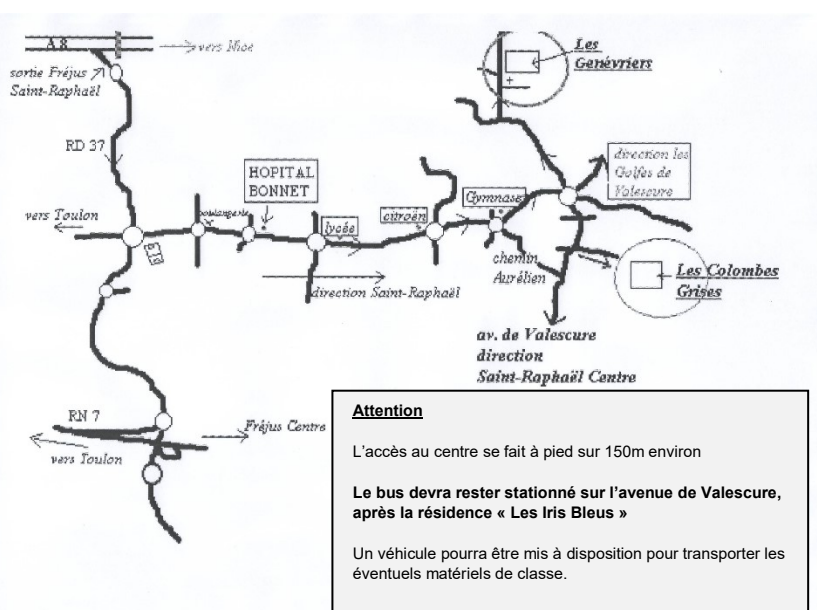 A 8
vers Nice
sortie Fréjus
Saint-Raphaël
RD 37
vers Toulon
boulangerie
HOPITAL
BONNET
lycée
direction Saint-Raphaël
citroën
Gymnase
chemin
Aurélien
Les
Genévriers
direction les
Golfes de
Valescure
Les Colombes
Grises
av. de Valescure
direction
Saint-Raphaël Centre
RN 7
vers Toulon
Fréjus Centre
Attention
L'accès au centre se fait à pied sur 150m environ
Le bus devra rester stationné sur l'avenue de Valescure,
après la résidence « Les Iris Bleus »
Un véhicule pourra être mis à disposition pour transporter les
éventuels matériels de classe.